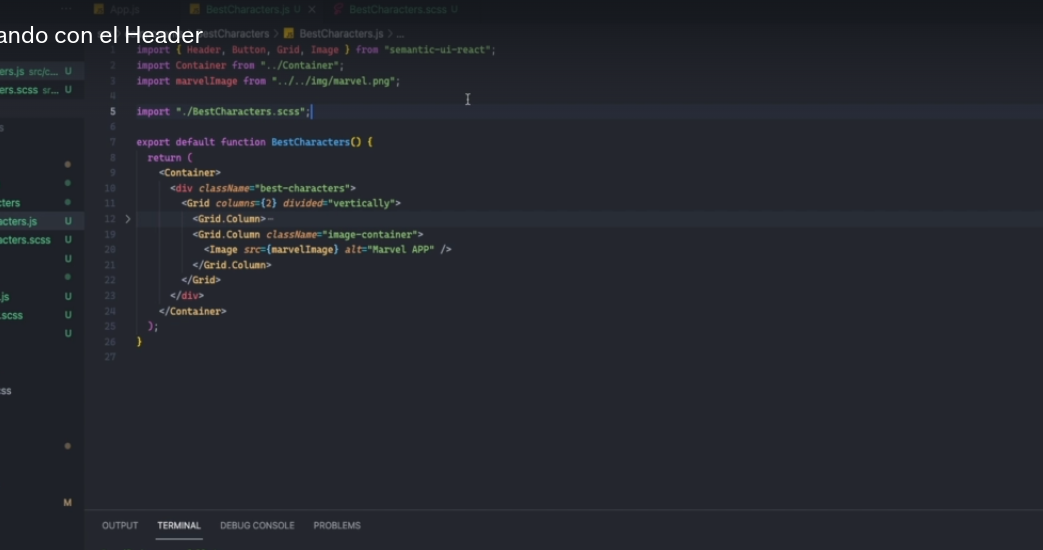 App.js BestCharacters.js U × BestCharacters.scss U
ando con el Header
BestCharacters > BestCharacters.js > ...
1 import { Header, Button, Grid, Image } from "semantic-ui-react";
2 import Container from "../Container";
3 import marvelImage from "../../img/marvel.png";
4
5 import "./BestCharacters.scss";
6
7 export default function BestCharacters() {
8 return (
9 <Container>
10 <div className="best-characters">
11 <Grid columns={2} divided="vertically">
12 <Grid.Column>
19 <Grid.Column className="image-container">
20 <Image src={marvelImage} alt="Marvel APP" />
21 </Grid.Column>
22 </Grid>
23 </div>
24 </Container>
25 );
26 }
27
ers.js src/c... U
ers.scss sr... U
s
cters
acters.js U
acters.scss U
U
.js U
.scss U
U
ss
M
OUTPUT TERMINAL DEBUG CONSOLE PROBLEMS